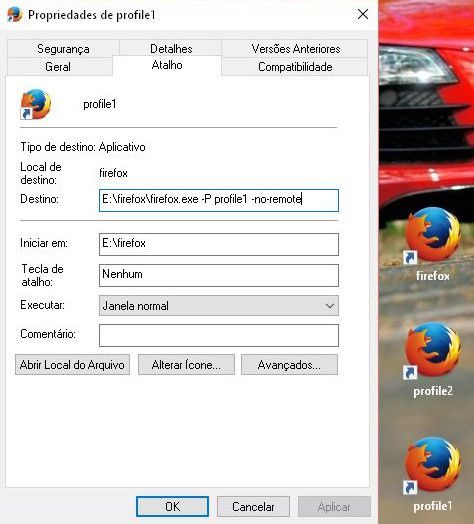 Propriedades de profile1
Segurança Detalhes Versões Anteriores
Geral Atalho Compatibilidade
profile1
Tipo de destino: Aplicativo
Local de destino: firefox
Destino: E:\firefox\firefox.exe -P profile1 -no-remote
Iniciar em: E:\firefox
Tecla de atalho: Nenhum
Executar: Janela normal
Comentário:
Abrir Local do Arquivo Alterar Ícone... Avançados...
OK Cancelar Aplicar
firefox
profile2
profile1